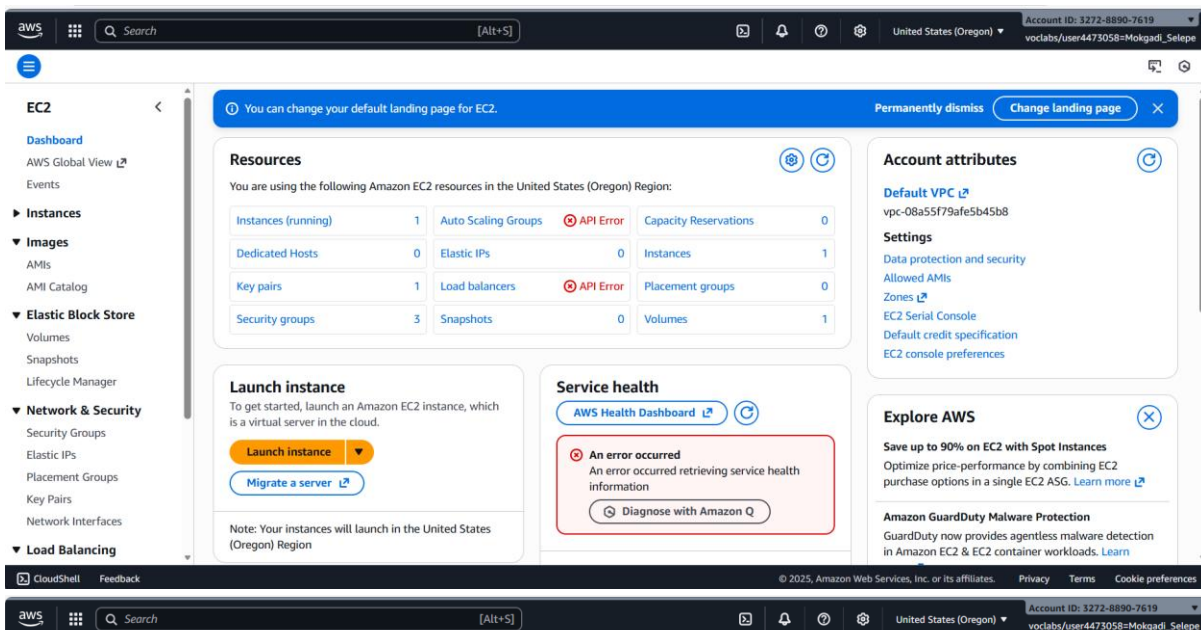 aws
Search
[Alt+S]
United States (Oregon) ▼
Account ID: 3272-8890-7619 ▼
voclabs/user4473058=Mokgadi_Selepe
EC2
Dashboard
AWS Global View
Events
Instances
Images
AMIs
AMI Catalog
Elastic Block Store
Volumes
Snapshots
Lifecycle Manager
Network & Security
Security Groups
Elastic IPs
Placement Groups
Key Pairs
Network Interfaces
Load Balancing
You can change your default landing page for EC2.
Permanently dismiss
Change landing page
Resources
You are using the following Amazon EC2 resources in the United States (Oregon) Region:
Instances (running) 1 Auto Scaling Groups API Error Capacity Reservations 0
Dedicated Hosts 0 Elastic IPs 0 Instances 1
Key pairs 1 Load balancers API Error Placement groups 0
Security groups 3 Snapshots 0 Volumes 1
Launch instance
To get started, launch an Amazon EC2 instance, which
is a virtual server in the cloud.
Launch instance
Migrate a server
Note: Your instances will launch in the United States
(Oregon) Region
Service health
AWS Health Dashboard
An error occurred
An error occurred retrieving service health
information
Diagnose with Amazon Q
Account attributes
Default VPC
vpc-08a55f79afe5b45b8
Settings
Data protection and security
Allowed AMIs
Zones
EC2 Serial Console
Default credit specification
EC2 console preferences
Explore AWS
Save up to 90% on EC2 with Spot Instances
Optimize price-performance by combining EC2
purchase options in a single EC2 ASG. Learn more
Amazon GuardDuty Malware Protection
GuardDuty now provides agentless malware detection
in Amazon EC2 & EC2 container workloads. Learn
CloudShell Feedback
© 2025, Amazon Web Services, Inc. or its affiliates. Privacy Terms Cookie preferences
aws
Search
[Alt+S]
United States (Oregon) ▼
Account ID: 3272-8890-7619 ▼
voclabs/user4473058=Mokgadi_Selepe